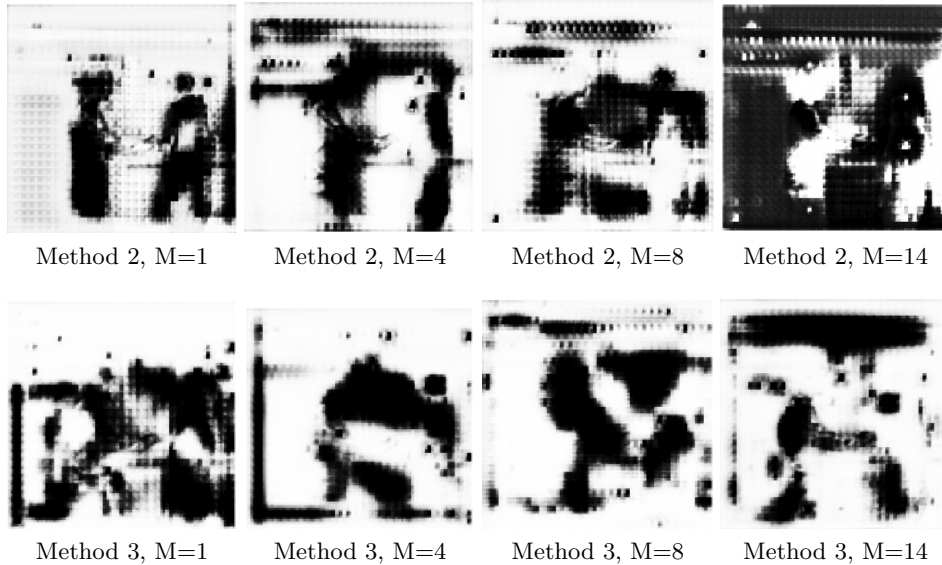 Method 2, M=1
Method 2, M=4
Method 2, M=8
Method 2, M=14
Method 3, M=1
Method 3, M=4
Method 3, M=8
Method 3, M=14